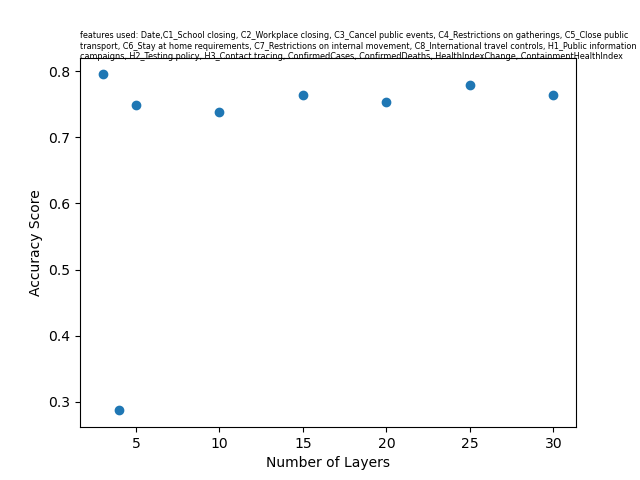 features used: Date,C1_School closing, C2_Workplace closing, C3_Cancel public events, C4_Restrictions on gatherings, C5_Close public
transport, C6_Stay at home requirements, C7_Restrictions on internal movement, C8_International travel controls, H1_Public information
campaigns, H2_Testing policy, H3_Contact tracing, ConfirmedCases, ConfirmedDeaths, HealthIndexChange, ContainmentHealthIndex
0.8
0.7
0.6
0.5
0.4
0.3
Accuracy Score
5 10 15 20 25 30
Number of Layers